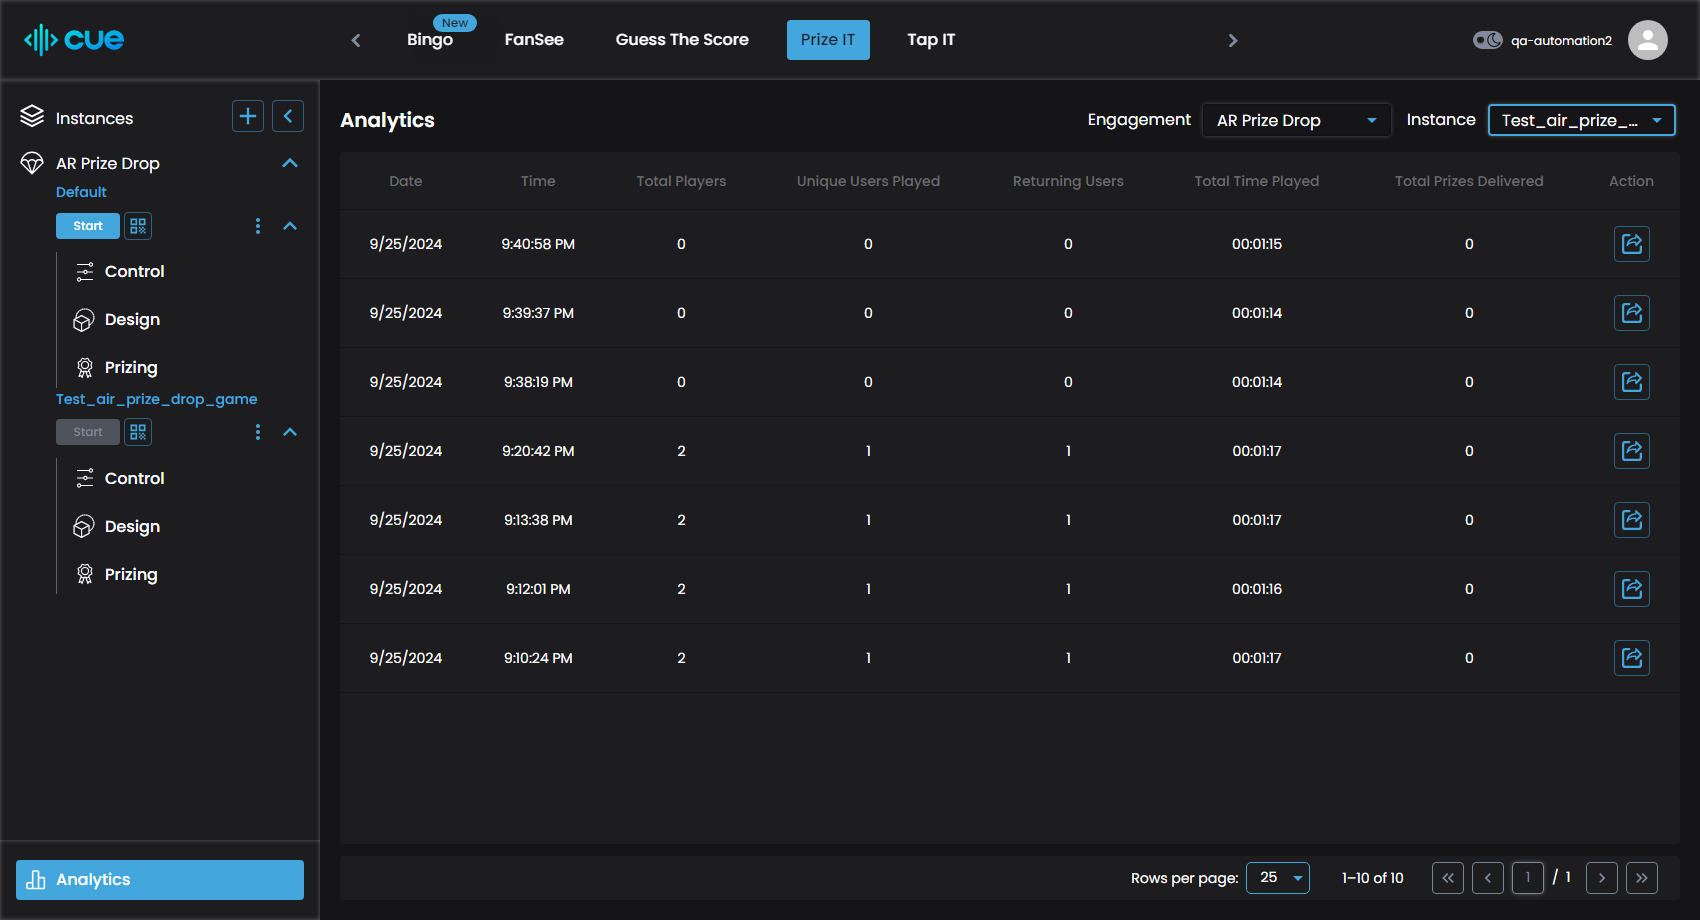 cue
New
Bingo
FanSee
Guess The Score
Prize IT
Tap IT
qa-automation2
Instances
AR Prize Drop
Default
Start
Control
Design
Prizing
Test_air_prize_drop_game
Start
Control
Design
Prizing
Analytics
Analytics
Engagement AR Prize Drop Instance Test_air_prize_...
Date Time Total Players Unique Users Played Returning Users Total Time Played Total Prizes Delivered Action
9/25/2024 9:40:58 PM 0 0 0 00:01:15 0
9/25/2024 9:39:37 PM 0 0 0 00:01:14 0
9/25/2024 9:38:19 PM 0 0 0 00:01:14 0
9/25/2024 9:20:42 PM 2 1 1 00:01:17 0
9/25/2024 9:13:38 PM 2 1 1 00:01:17 0
9/25/2024 9:12:01 PM 2 1 1 00:01:16 0
9/25/2024 9:10:24 PM 2 1 1 00:01:17 0
Rows per page: 25 1–10 of 10 1 / 1